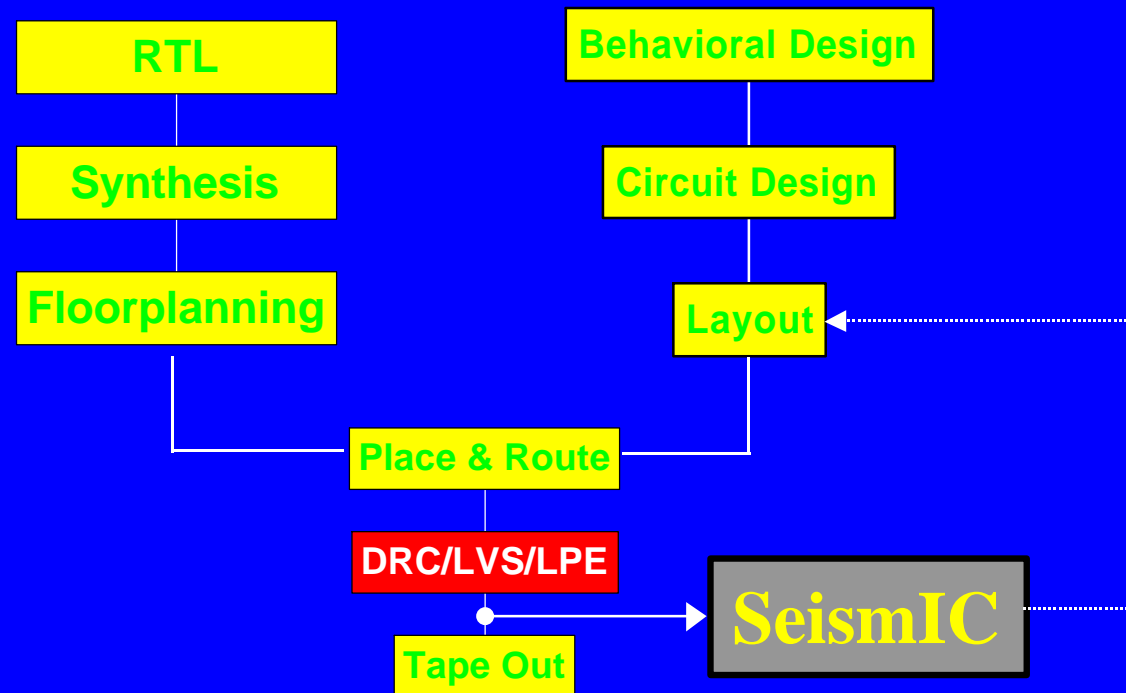 RTL
Behavioral Design
Synthesis
Circuit Design
Floorplanning
Layout
Place & Route
DRC/LVS/LPE
SeismIC
Tape Out